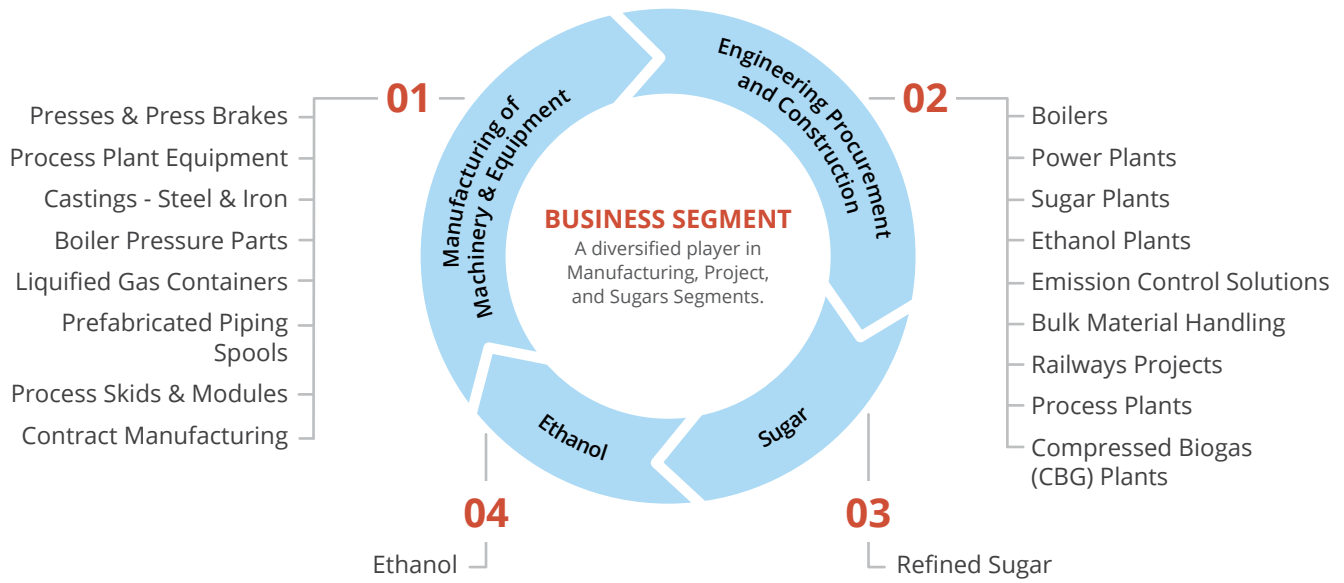 01
Manufacturing of
Machinery & Equipment
Presses & Press Brakes
Process Plant Equipment
Castings - Steel & Iron
Boiler Pressure Parts
Liquified Gas Containers
Prefabricated Piping
Spools
Process Skids & Modules
Contract Manufacturing
BUSINESS SEGMENT
A diversified player in
Manufacturing, Project,
and Sugars Segments.
02
Engineering Procurement
and Construction
Boilers
Power Plants
Sugar Plants
Ethanol Plants
Emission Control Solutions
Bulk Material Handling
Railways Projects
Process Plants
Compressed Biogas
(CBG) Plants
Sugar
03
Refined Sugar
Ethanol
04
Ethanol